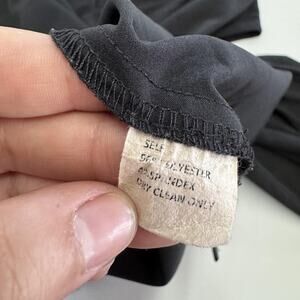 SELF
POLYESTER
SPANDEX
DRY CLEAN ONLY